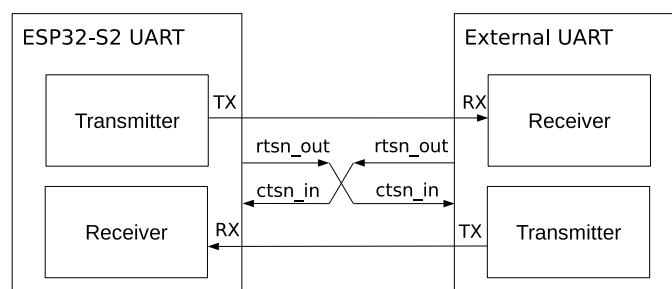 ESP32-S2 UART
External UART
Transmitter
TX
RX
Receiver
rtsn_out
rtsn_out
ctsn_in
ctsn_in
Receiver
RX
TX
Transmitter